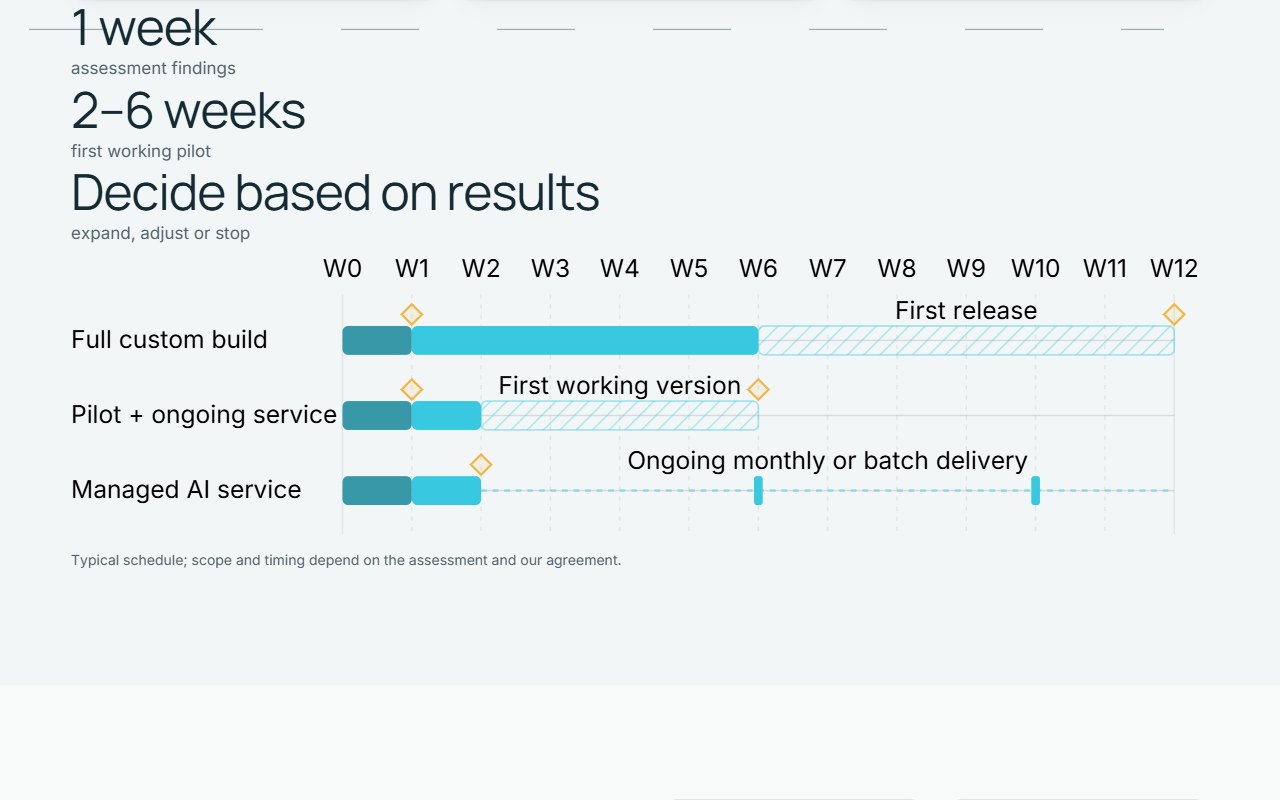 1 week
assessment findings
2–6 weeks
first working pilot
Decide based on results
expand, adjust or stop
W0 W1 W2 W3 W4 W5 W6 W7 W8 W9 W10 W11 W12
First release
Full custom build
First working version
Pilot + ongoing service
Ongoing monthly or batch delivery
Managed AI service
Typical schedule; scope and timing depend on the assessment and our agreement.